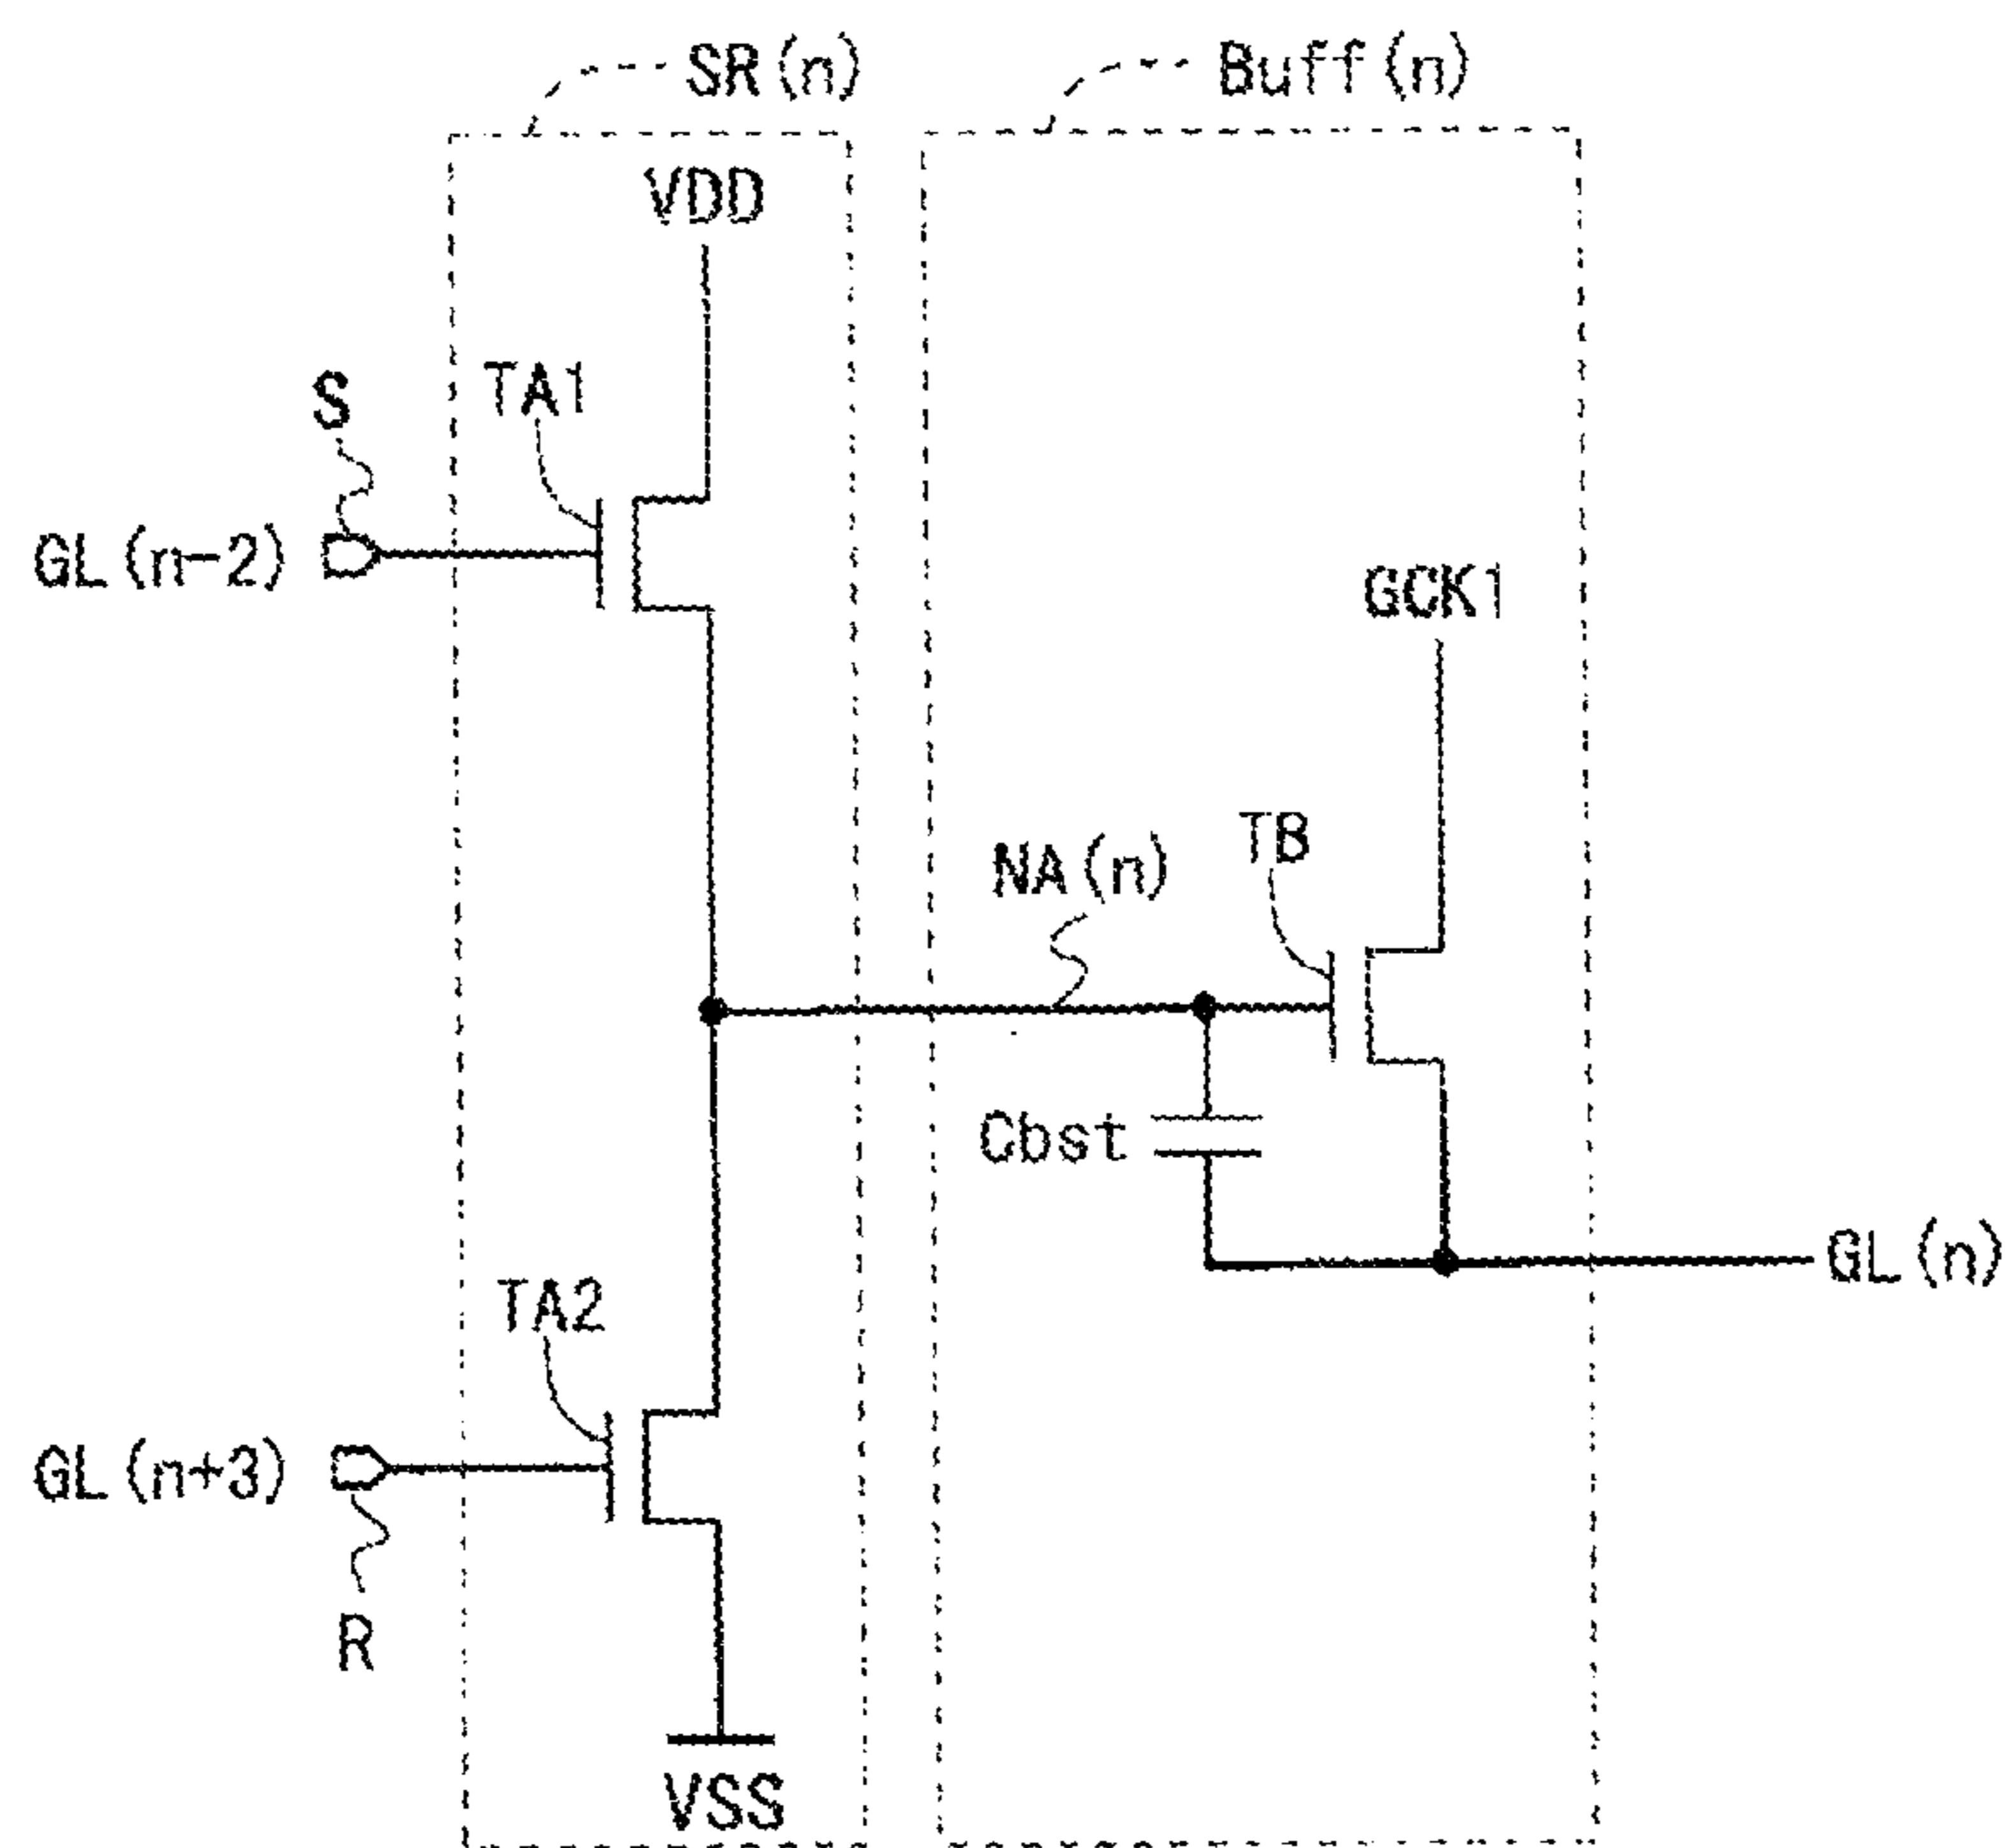 SR(n)
Buff(n)
VDD
S
TA1
GL(n-2)
GCK1
NA(n)
TB
Cbst
GL(n)
TA2
GL(n+3)
R
VSS